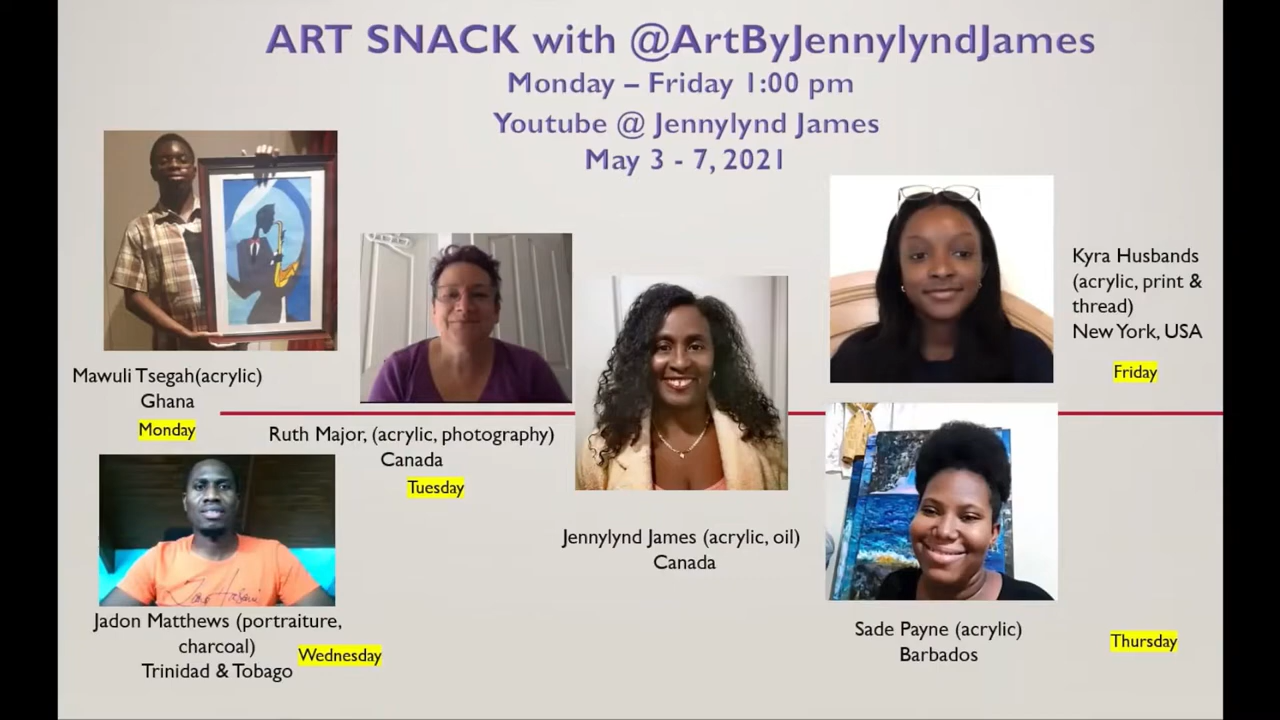 ART SNACK with @ArtByJennylyndJames
Monday – Friday 1:00 pm
Youtube @ Jennylynd James
May 3 - 7, 2021
Mawuli Tsegah(acrylic)
Ghana
Monday
Ruth Major, (acrylic, photography)
Canada
Tuesday
Jadon Matthews (portraiture,
charcoal)
Trinidad & Tobago
Wednesday
Jennylynd James (acrylic, oil)
Canada
Kyra Husbands
(acrylic, print &
thread)
New York, USA
Friday
Sade Payne (acrylic)
Barbados
Thursday